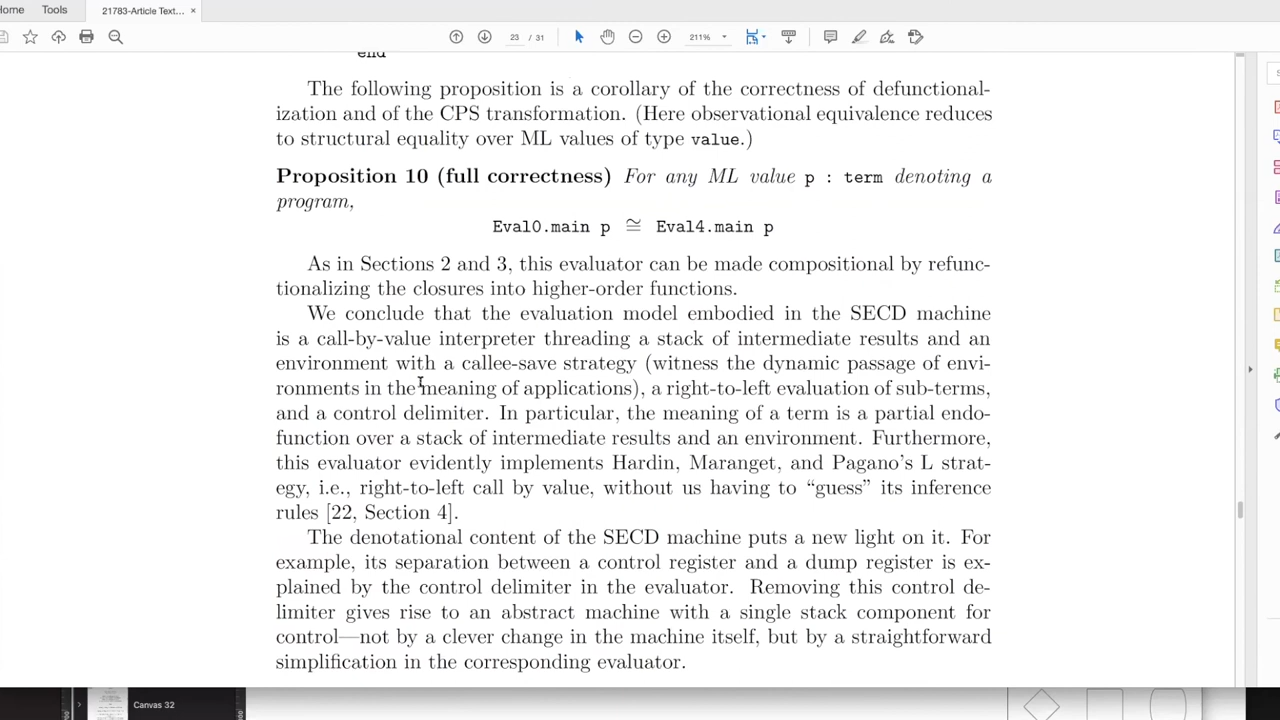 Home Tools 21783-Article Text... ×
23 / 31 211%
end
The following proposition is a corollary of the correctness of defunctional-
ization and of the CPS transformation. (Here observational equivalence reduces
to structural equality over ML values of type value.)
Proposition 10 (full correctness) For any ML value p : term denoting a
program,
Eval0.main p ≅ Eval4.main p
As in Sections 2 and 3, this evaluator can be made compositional by refunc-
tionalizing the closures into higher-order functions.
We conclude that the evaluation model embodied in the SECD machine
is a call-by-value interpreter threading a stack of intermediate results and an
environment with a callee-save strategy (witness the dynamic passage of envi-
ronments in the meaning of applications), a right-to-left evaluation of sub-terms,
and a control delimiter. In particular, the meaning of a term is a partial endo-
function over a stack of intermediate results and an environment. Furthermore,
this evaluator evidently implements Hardin, Maranget, and Pagano's L strat-
egy, i.e., right-to-left call by value, without us having to “guess” its inference
rules [22, Section 4].
The denotational content of the SECD machine puts a new light on it. For
example, its separation between a control register and a dump register is ex-
plained by the control delimiter in the evaluator. Removing this control de-
limiter gives rise to an abstract machine with a single stack component for
control—not by a clever change in the machine itself, but by a straightforward
simplification in the corresponding evaluator.
Canvas 32